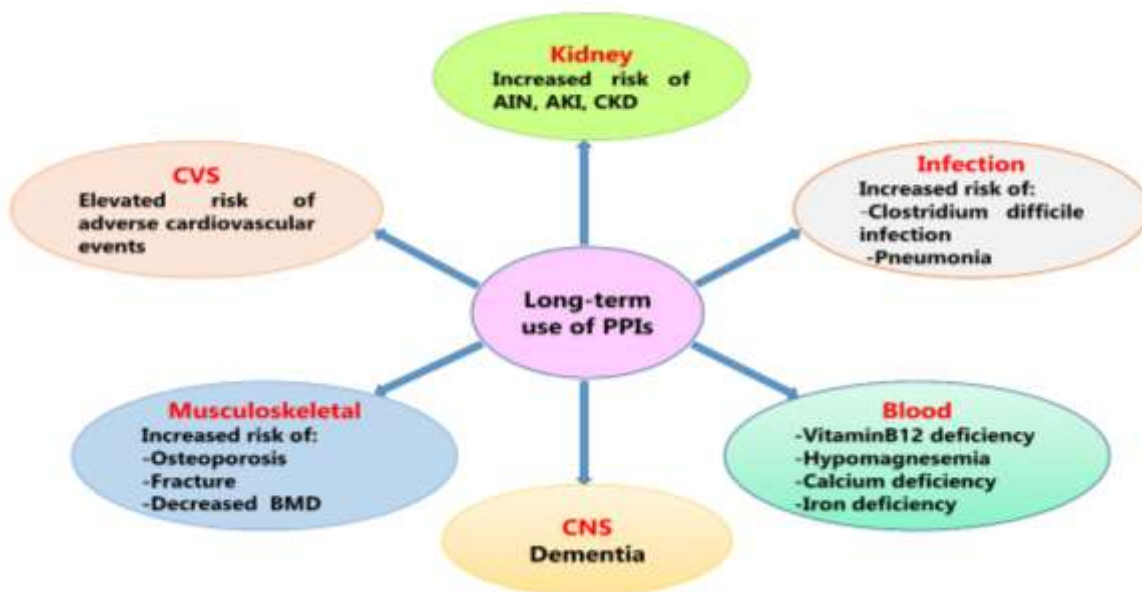 Kidney
Increased risk of
AIN, AKI, CKD
CVS
Elevated risk of
adverse cardiovascular
events
Infection
Increased risk of:
-Clostridium difficile
infection
-Pneumonia
Long-term
use of PPIs
Musculoskeletal
Increased risk of:
-Osteoporosis
-Fracture
-Decreased BMD
Blood
-VitaminB12 deficiency
-Hypomagnesemia
-Calcium deficiency
-Iron deficiency
CNS
Dementia